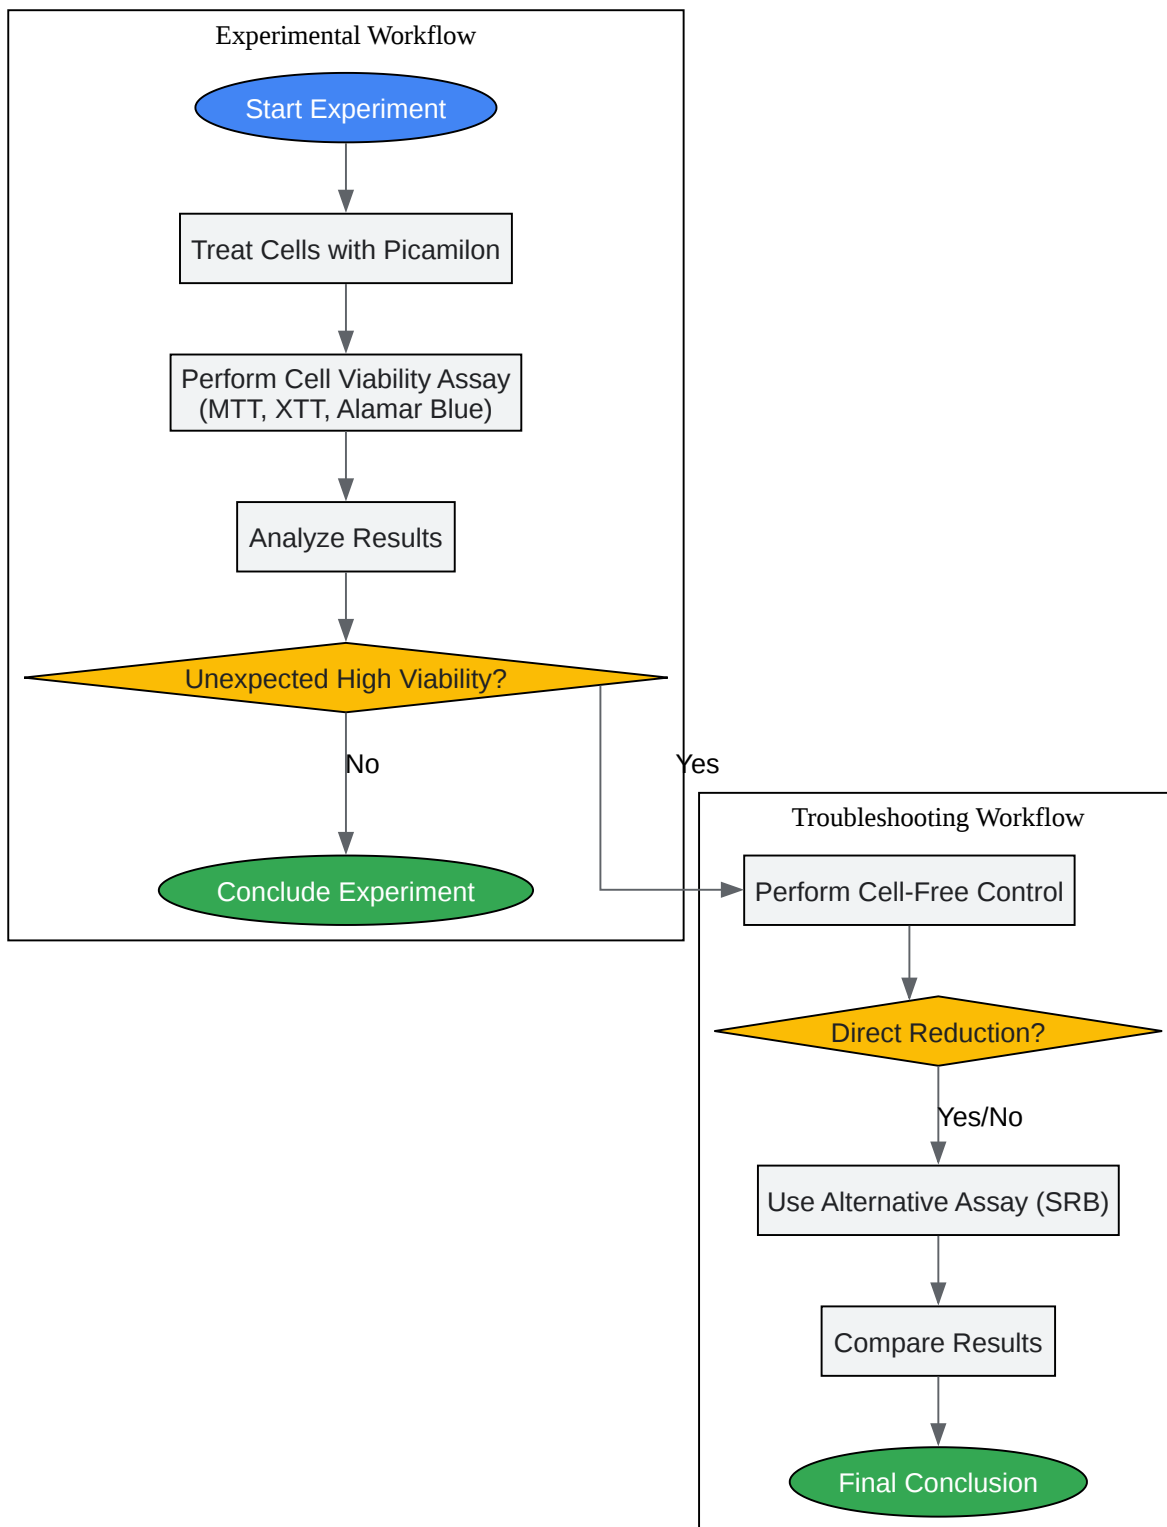 Experimental Workflow
Start Experiment
Treat Cells with Picamilon
Perform Cell Viability Assay
(MTT, XTT, Alamar Blue)
Analyze Results
Unexpected High Viability?
No
Yes
Conclude Experiment
Troubleshooting Workflow
Perform Cell-Free Control
Direct Reduction?
Yes/No
Use Alternative Assay (SRB)
Compare Results
Final Conclusion